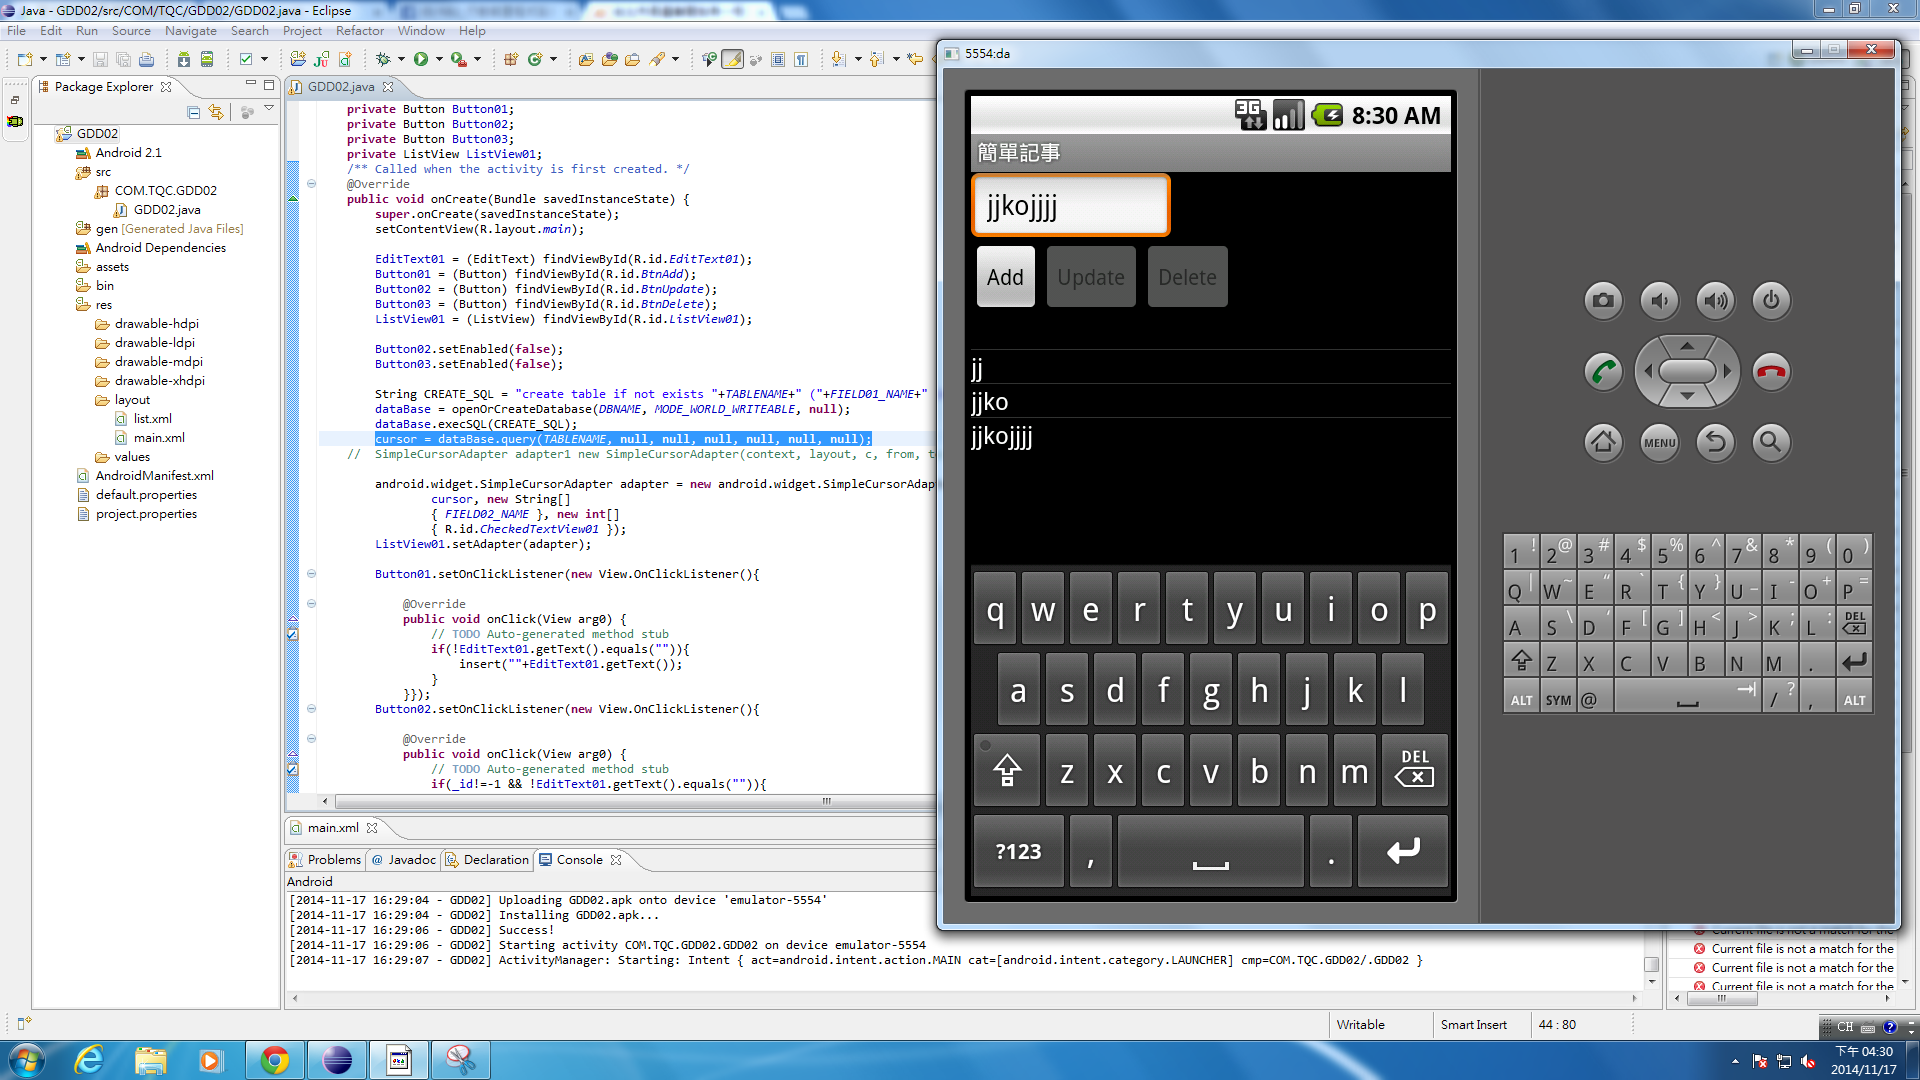 Java - GDD02/src/COM/TQC/GDD02/GDD02.java - Eclipse
File Edit Run Source Navigate Search Project Refactor Window Help
Package Explorer
GDD02
Android 2.1
src
COM.TQC.GDD02
GDD02.java
gen [Generated Java Files]
Android Dependencies
assets
bin
res
drawable-hdpi
drawable-ldpi
drawable-mdpi
drawable-xhdpi
layout
list.xml
main.xml
values
AndroidManifest.xml
default.properties
project.properties
GDD02.java
private Button Button01;
private Button Button02;
private Button Button03;
private ListView ListView01;
/** Called when the activity is first created. */
@Override
public void onCreate(Bundle savedInstanceState) {
super.onCreate(savedInstanceState);
setContentView(R.layout.main);
EditText01 = (EditText) findViewById(R.id.EditText01);
Button01 = (Button) findViewById(R.id.BtnAdd);
Button02 = (Button) findViewById(R.id.BtnUpdate);
Button03 = (Button) findViewById(R.id.BtnDelete);
ListView01 = (ListView) findViewById(R.id.ListView01);
Button02.setEnabled(false);
Button03.setEnabled(false);
String CREATE_SQL = "create table if not exists "+TABLENAME+" ("+FIELD01_NAME+"
dataBase = openOrCreateDatabase(DBNAME, MODE_WORLD_WRITEABLE, null);
dataBase.execSQL(CREATE_SQL);
cursor = dataBase.query(TABLENAME, null, null, null, null, null, null);
// SimpleCursorAdapter adapter1 new SimpleCursorAdapter(context, layout, c, from, t
android.widget.SimpleCursorAdapter adapter = new android.widget.SimpleCursorAdap
cursor, new String[]
{ FIELD02_NAME }, new int[]
{ R.id.CheckedTextView01 });
ListView01.setAdapter(adapter);
Button01.setOnClickListener(new View.OnClickListener(){
@Override
public void onClick(View arg0) {
// TODO Auto-generated method stub
if(!EditText01.getText().equals("")){
insert(""+EditText01.getText());
}
}});
Button02.setOnClickListener(new View.OnClickListener(){
@Override
public void onClick(View arg0) {
// TODO Auto-generated method stub
if(_id!=-1 && !EditText01.getText().equals("")){
main.xml
Problems @ Javadoc Declaration Console
Android
[2014-11-17 16:29:04 - GDD02] Uploading GDD02.apk onto device 'emulator-5554'
[2014-11-17 16:29:04 - GDD02] Installing GDD02.apk...
[2014-11-17 16:29:06 - GDD02] Success!
[2014-11-17 16:29:06 - GDD02] Starting activity COM.TQC.GDD02.GDD02 on device emulator-5554
[2014-11-17 16:29:07 - GDD02] ActivityManager: Starting: Intent { act=android.intent.action.MAIN cat=[android.intent.category.LAUNCHER] cmp=COM.TQC.GDD02/.GDD02 }
5554:da
3G 8:30 AM
簡單記事
jjkojjjj
Add Update Delete
jj
jjko
jjkojjjj
q w e r t y u i o p
a s d f g h j k l
z x c v b n m DEL
?123 , .
MENU
1 ! 2 @ 3 # 4 $ 5 % 6 ^ 7 & 8 * 9 ( 0 )
Q | W ~ E “ R ` T { Y } U _ I - O + P =
A S \ D ' F [ G ] H < J > K ; L : DEL
Z X C V B N M .
ALT SYM @ / ? , ALT
Current file is not a match for the
Current file is not a match for the
Current file is not a match for the
Current file is not a match for the
Writable Smart Insert 44 : 80
CH
下午 04:30
2014/11/17